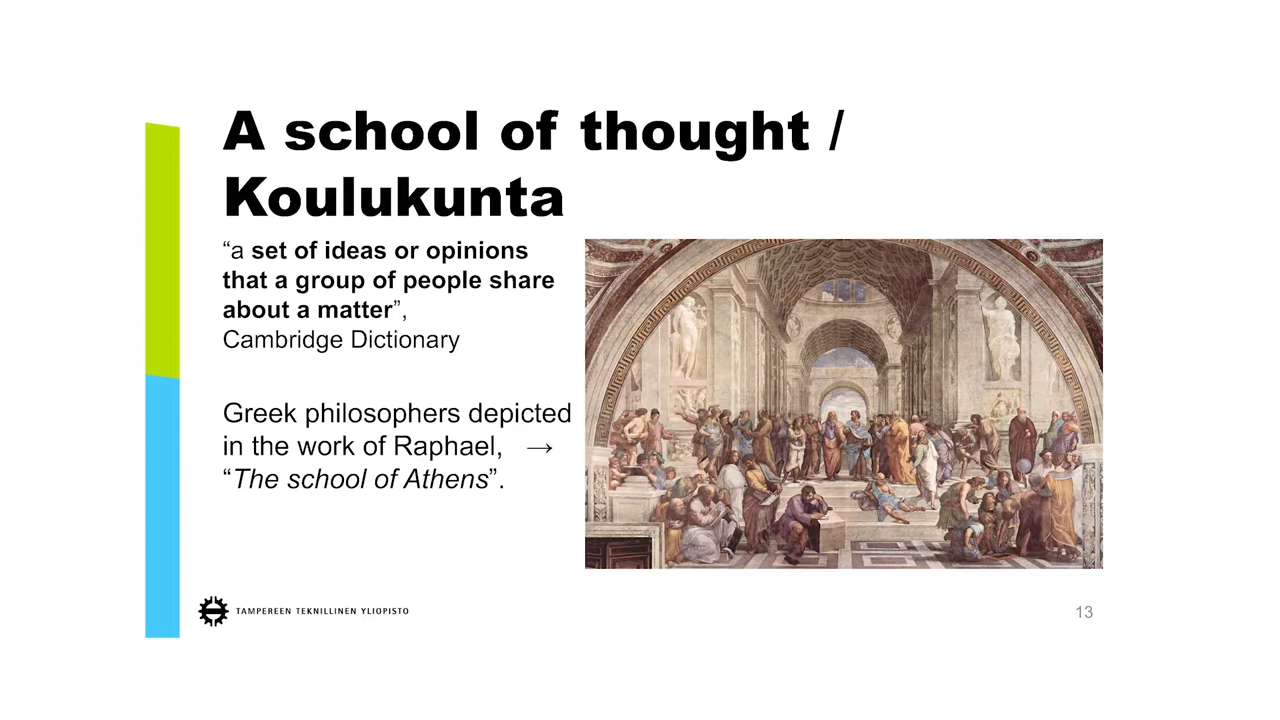 A school of thought /
Koulukunta
“a set of ideas or opinions
that a group of people share
about a matter”,
Cambridge Dictionary
Greek philosophers depicted
in the work of Raphael, →
“The school of Athens”.
TAMPEREEN TEKNILLINEN YLIOPISTO
13